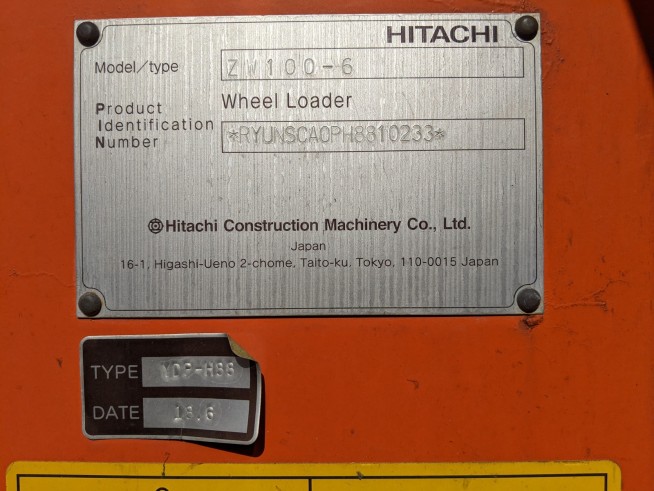 HITACHI
Model/type ZW100-6
Wheel Loader
Product
Identification
Number
*RYUNSCA0PH8810233*
Hitachi Construction Machinery Co., Ltd.
Japan
16-1, Higashi-Ueno 2-chome, Taito-ku, Tokyo, 110-0015 Japan
TYPE
DATE